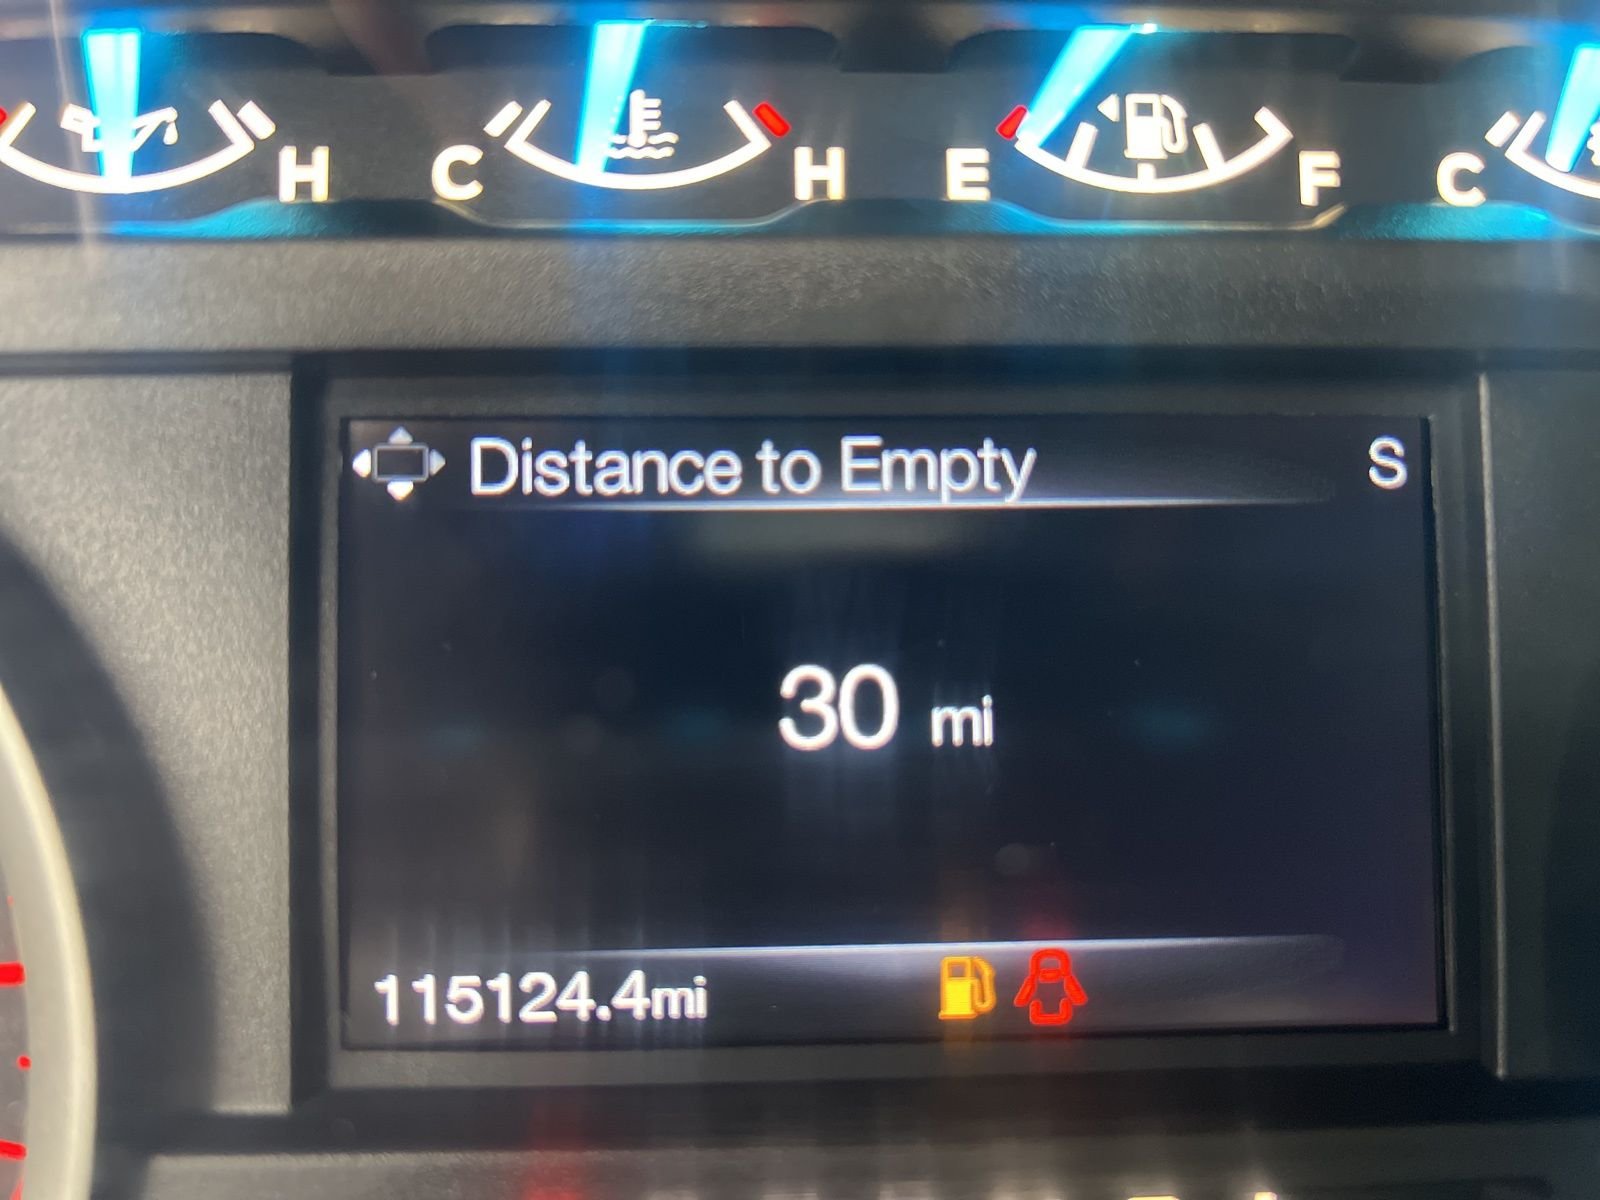 H C H E F C
Distance to Empty S
30 mi
115124.4mi